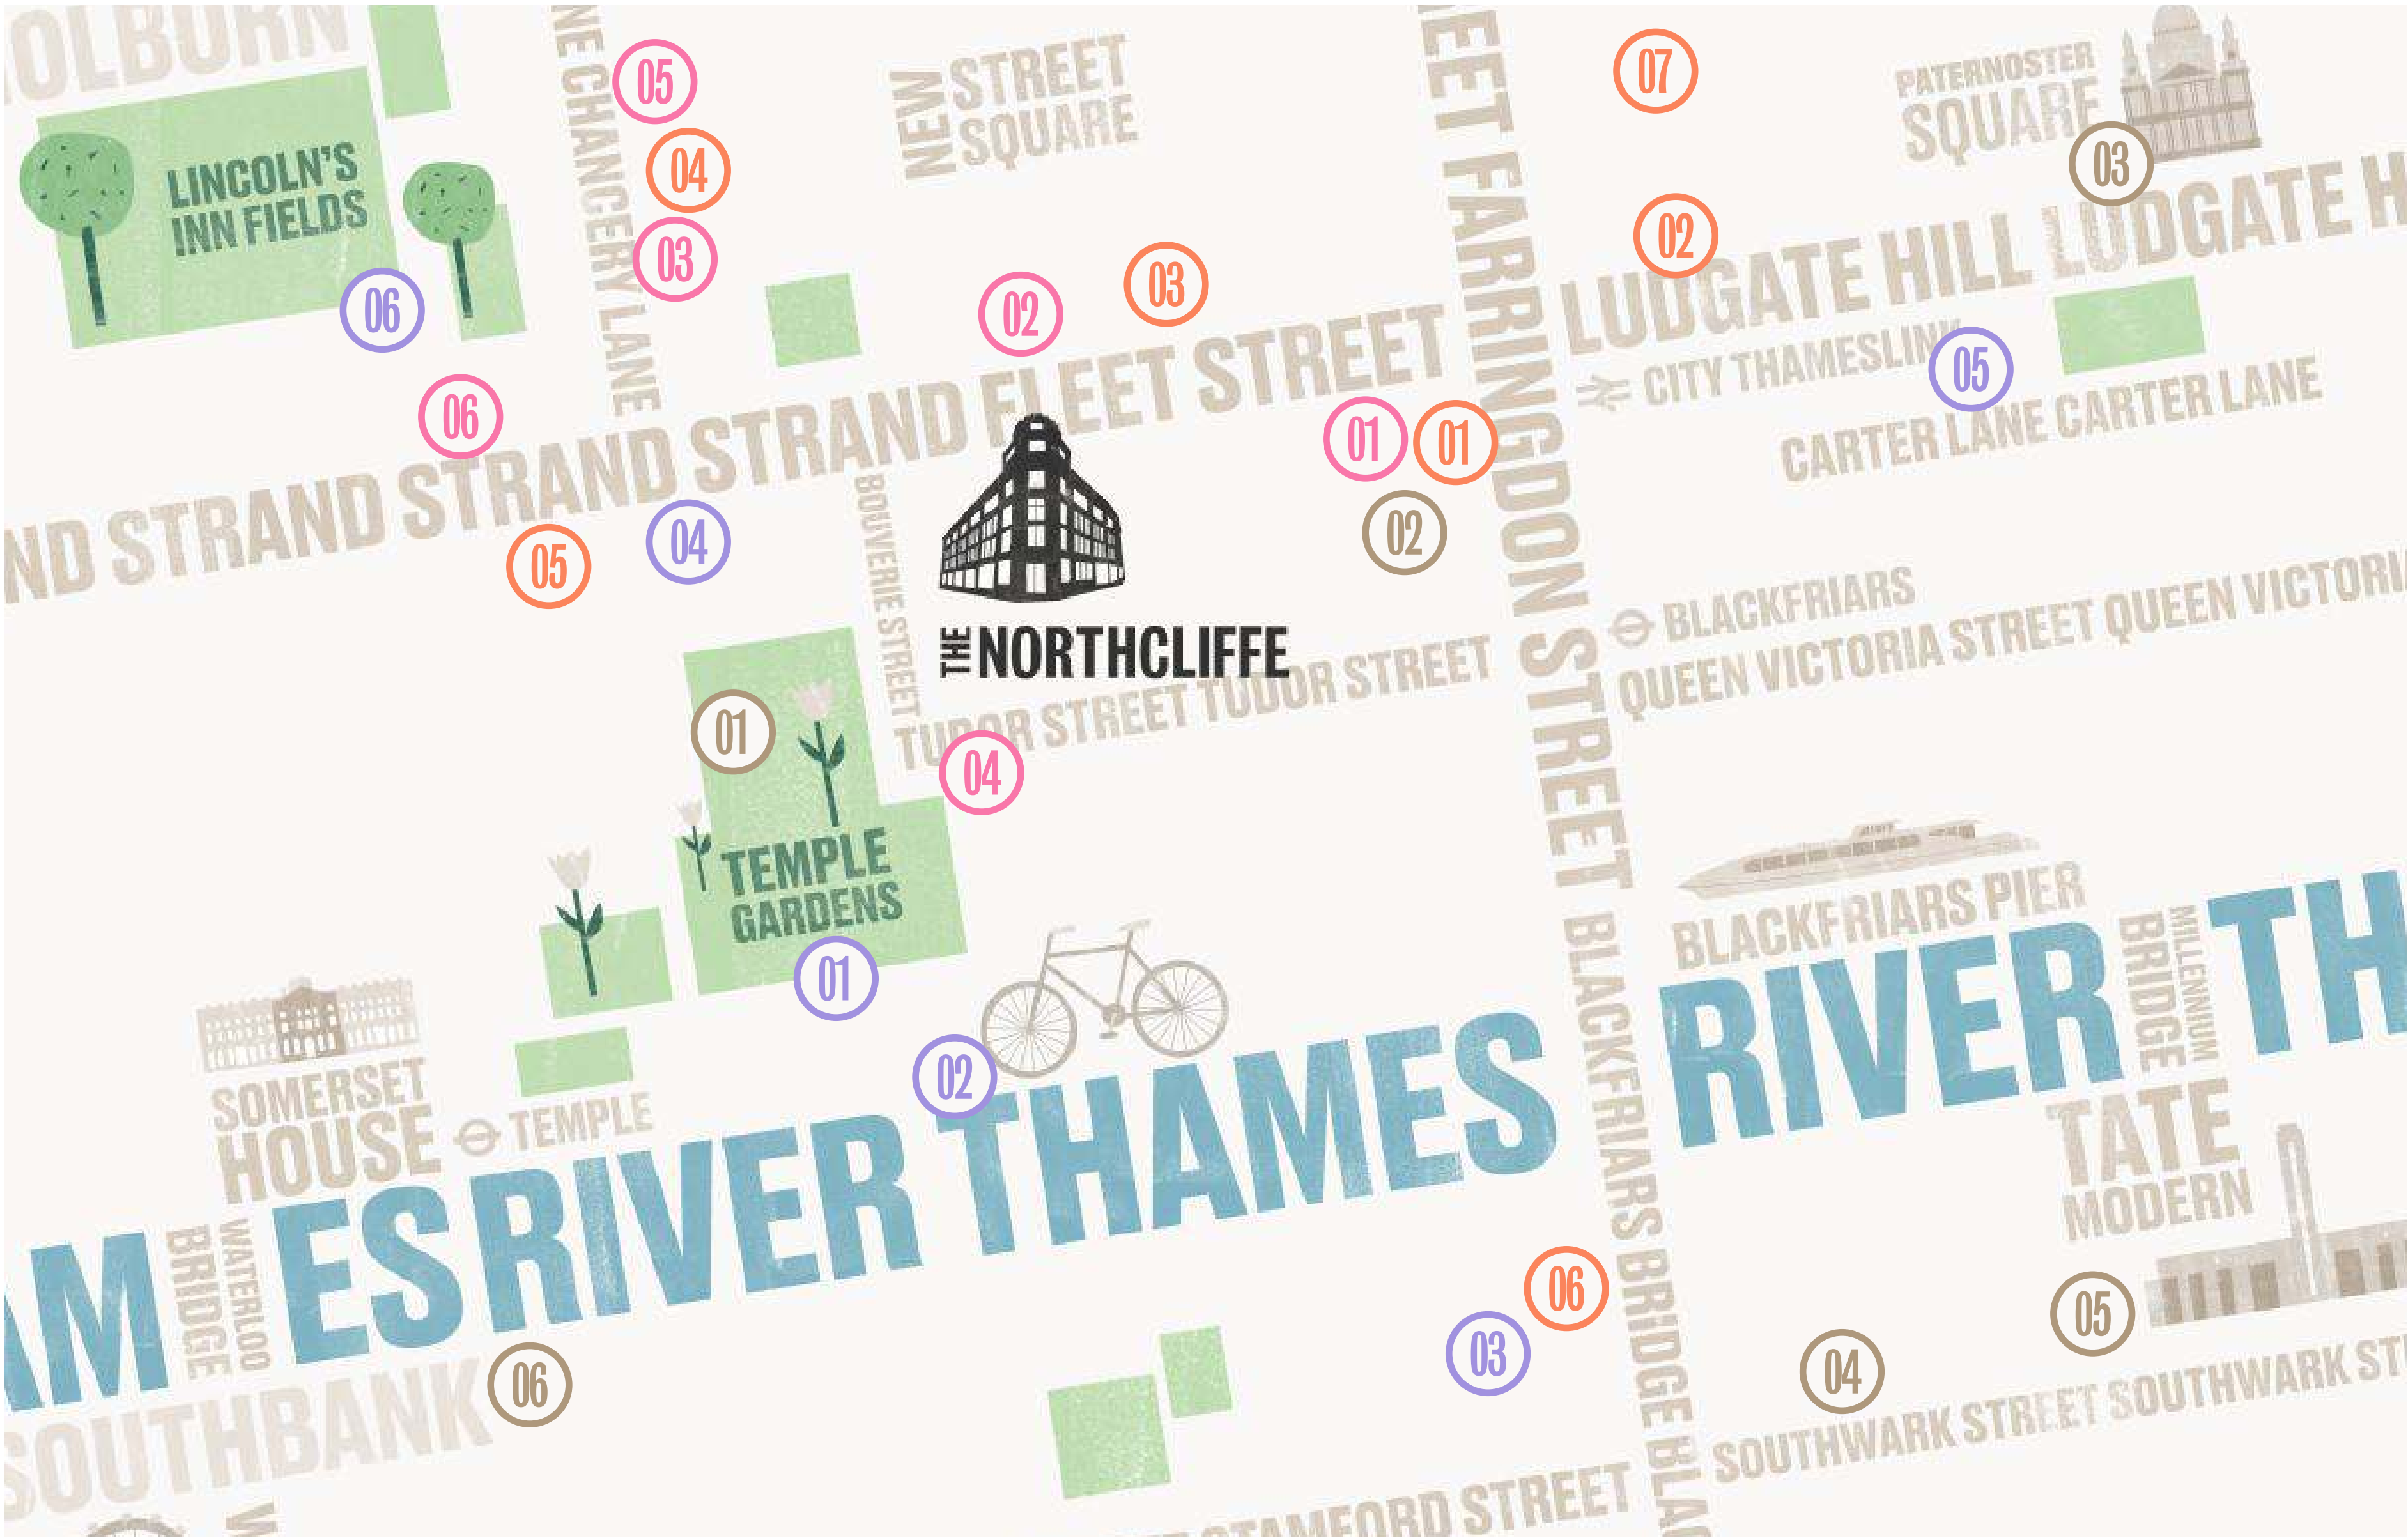 OLBORN
NE CHANCERY LANE
05
NEW
STREET
SQUARE
EET FARRINGDON STREET
07
PATERNOSTER
SQUARE
03
LINCOLN'S
INN FIELDS
04
03
02
LUDGATE HILL LUDGATE H
06
02
03
CITY THAMESLINK
05
CARTER LANE CARTER LANE
06
ND STRAND STRAND STRAND FLEET STREET
01
01
02
05
04
BOUVERIE STREET
THE
NORTHCLIFFE
BLACKFRIARS
QUEEN VICTORIA STREET QUEEN VICTORI
TUDOR STREET TUDOR STREET
01
04
TEMPLE
GARDENS
01
BLACKFRIARS PIER
BLACKFRIARS BRIDGE BLA
MILLENNIUM
BRIDGE
02
SOMERSET
HOUSE
TEMPLE
AM ES RIVER THAMES RIVER TH
WATERLOO
BRIDGE
TATE
MODERN
06
03
05
04
06
SOUTHBANK
SOUTHWARK STREET SOUTHWARK ST
STAMFORD STREET